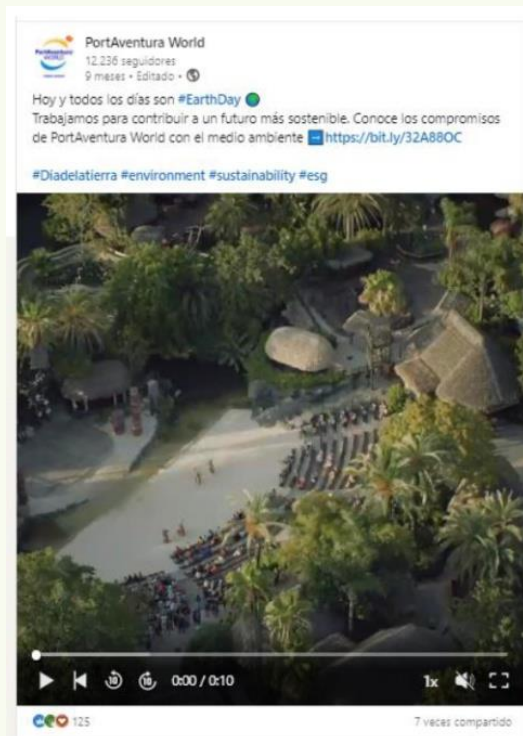 PortAventura World
12.236 seguidores
9 meses • Editado •
Hoy y todos los días son #EarthDay
Trabajamos para contribuir a un futuro más sostenible. Conoce los compromisos
de PortAventura World con el medio ambiente https://bit.ly/32A88OC
#Diadelatierra #environment #sustainability #esg
0:00 / 0:10
1x
125
7 veces compartido